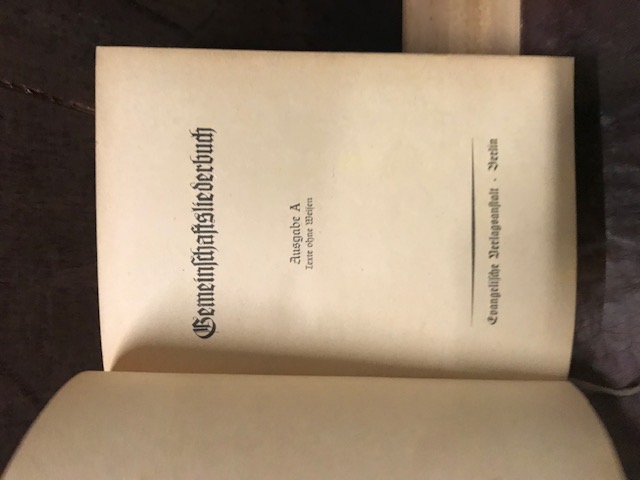 Gemeinschaftsliederbuch
Ausgabe A
Texte ohne Weisen
Evangelische Verlagsanstalt · Berlin